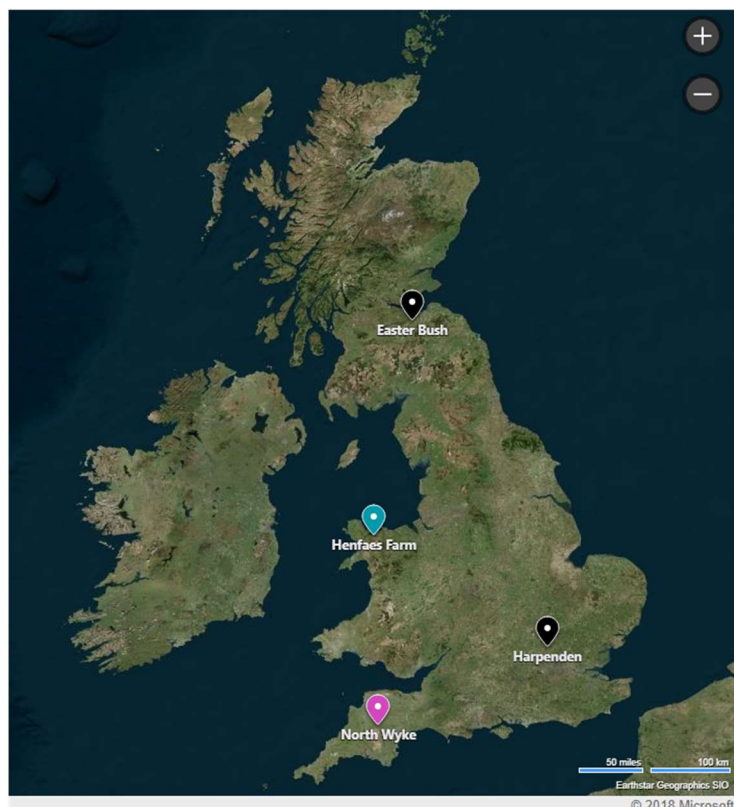 +
−
Easter Bush
Henfaes Farm
Harpenden
North Wyke
50 miles 100 km
Earthstar Geographics SIO
© 2018 Microsoft